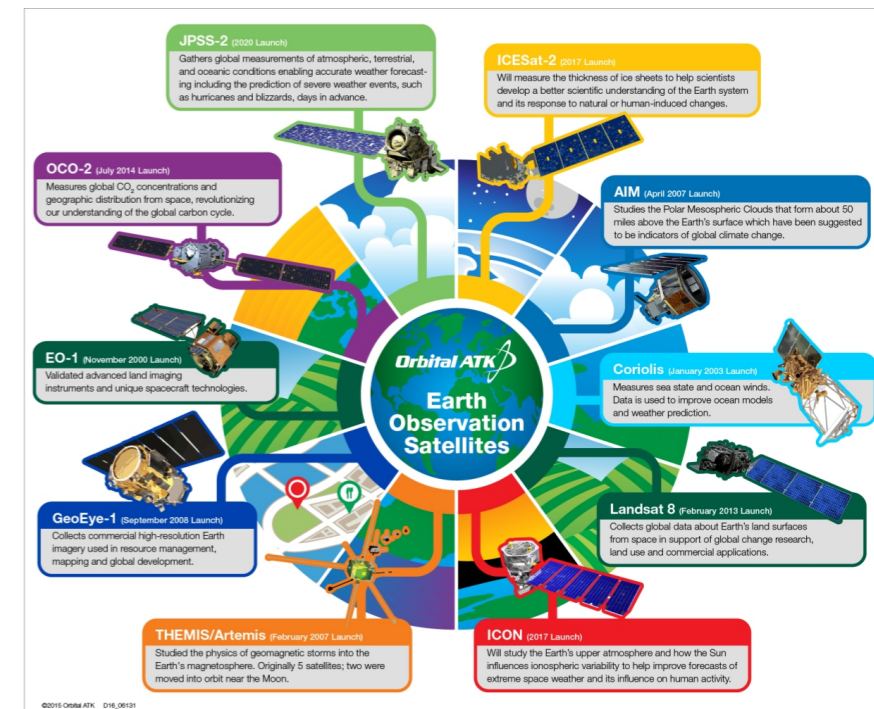 JPSS-2 (2020 Launch)
Gathers global measurements of atmospheric, terrestrial,
and oceanic conditions enabling accurate weather forecast-
ing including the prediction of severe weather events, such
as hurricanes and blizzards, days in advance.
ICESat-2 (2017 Launch)
Will measure the thickness of ice sheets to help scientists
develop a better scientific understanding of the Earth system
and its response to natural or human-induced changes.
OCO-2 (July 2014 Launch)
Measures global CO₂ concentrations and
geographic distribution from space, revolutionizing
our understanding of the global carbon cycle.
AIM (April 2007 Launch)
Studies the Polar Mesospheric Clouds that form about 50
miles above the Earth's surface which have been suggested
to be indicators of global climate change.
EO-1 (November 2000 Launch)
Validated advanced land imaging
instruments and unique spacecraft technologies.
Orbital ATK
Earth
Observation
Satellites
Coriolis (January 2003 Launch)
Measures sea state and ocean winds.
Data is used to improve ocean models
and weather prediction.
GeoEye-1 (September 2008 Launch)
Collects commercial high-resolution Earth
imagery used in resource management,
mapping and global development.
Landsat 8 (February 2013 Launch)
Collects global data about Earth's land surfaces
from space in support of global change research,
land use and commercial applications.
THEMIS/Artemis (February 2007 Launch)
Studied the physics of geomagnetic storms into the
Earth's magnetosphere. Originally 5 satellites; two were
moved into orbit near the Moon.
ICON (2017 Launch)
Will study the Earth's upper atmosphere and how the Sun
influences ionospheric variability to help improve forecasts of
extreme space weather and its influence on human activity.
©2015 Orbital ATK D16_06131